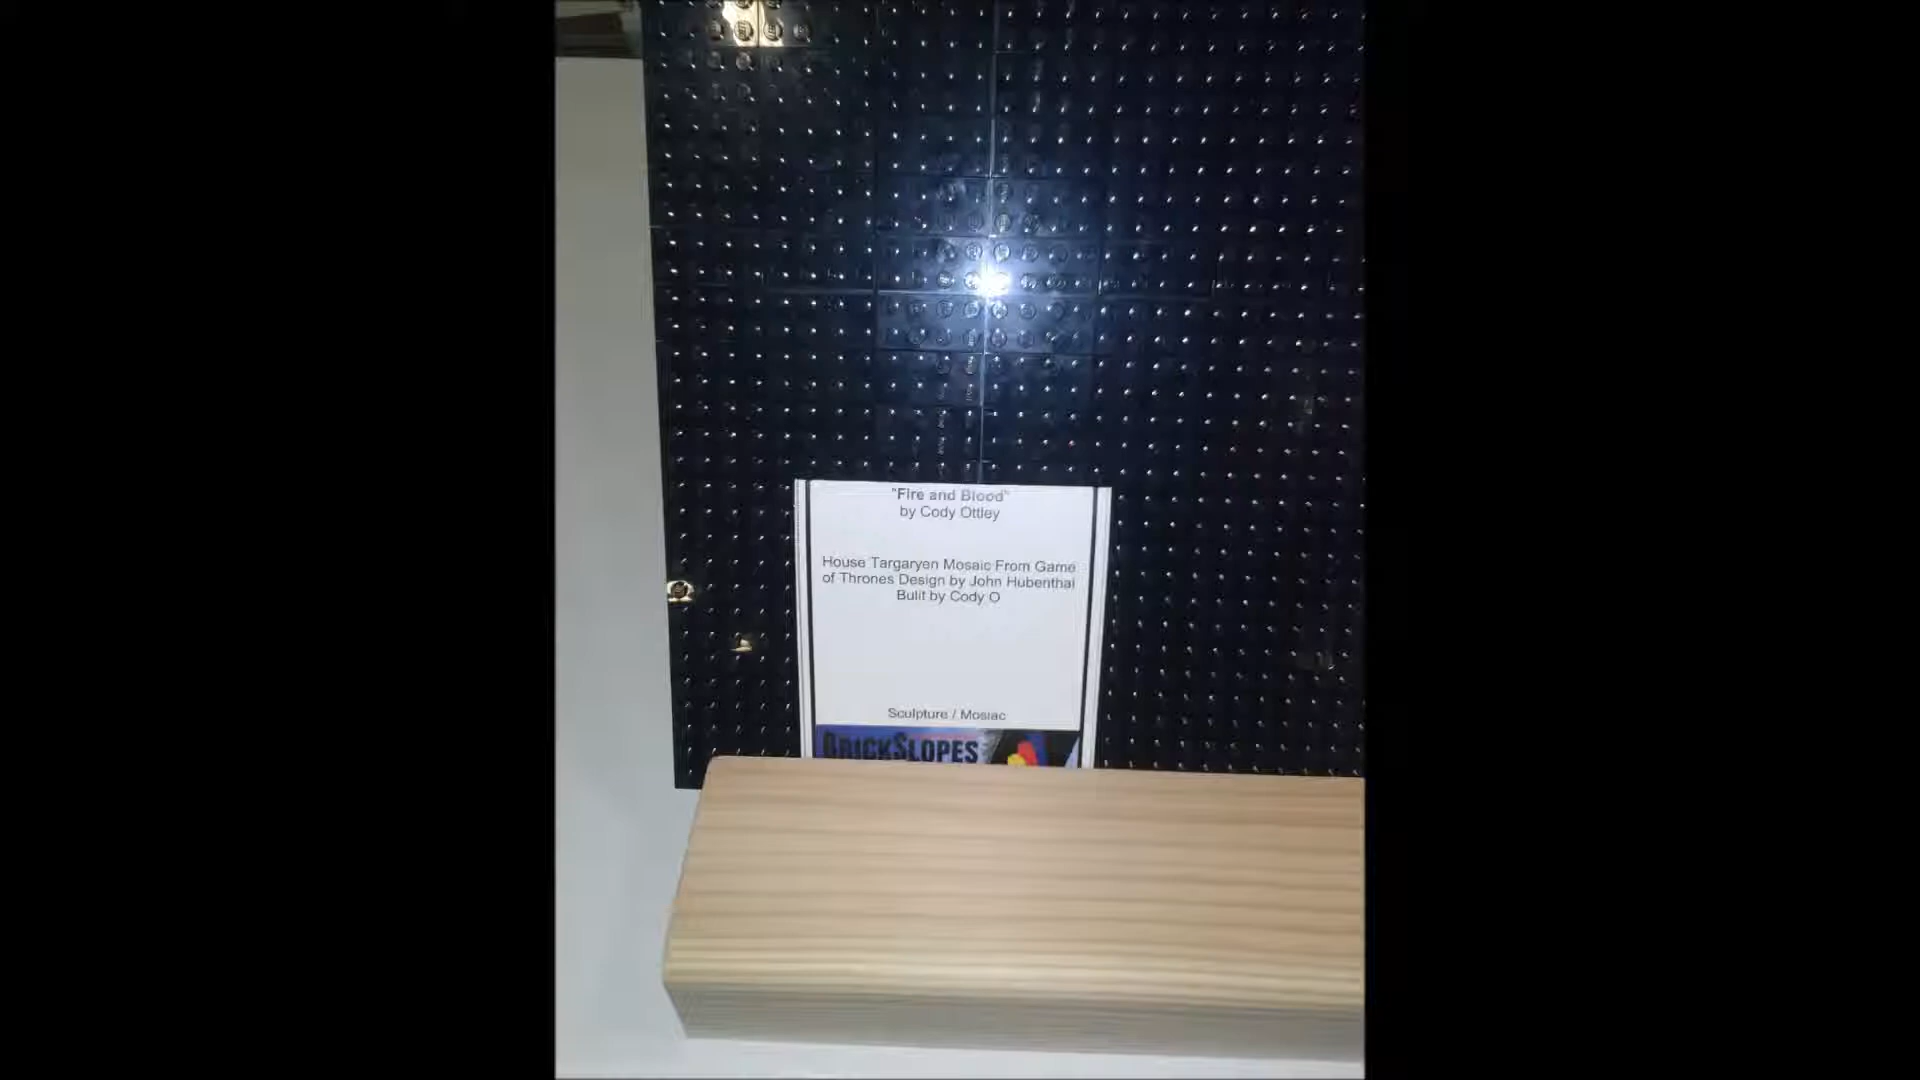 "Fire and Blood"
by Cody Ottley
House Targaryen Mosaic From Game
of Thrones Design by John Hubenthal
Bulit by Cody O
Sculpture / Mosiac
BRICKSLOPES